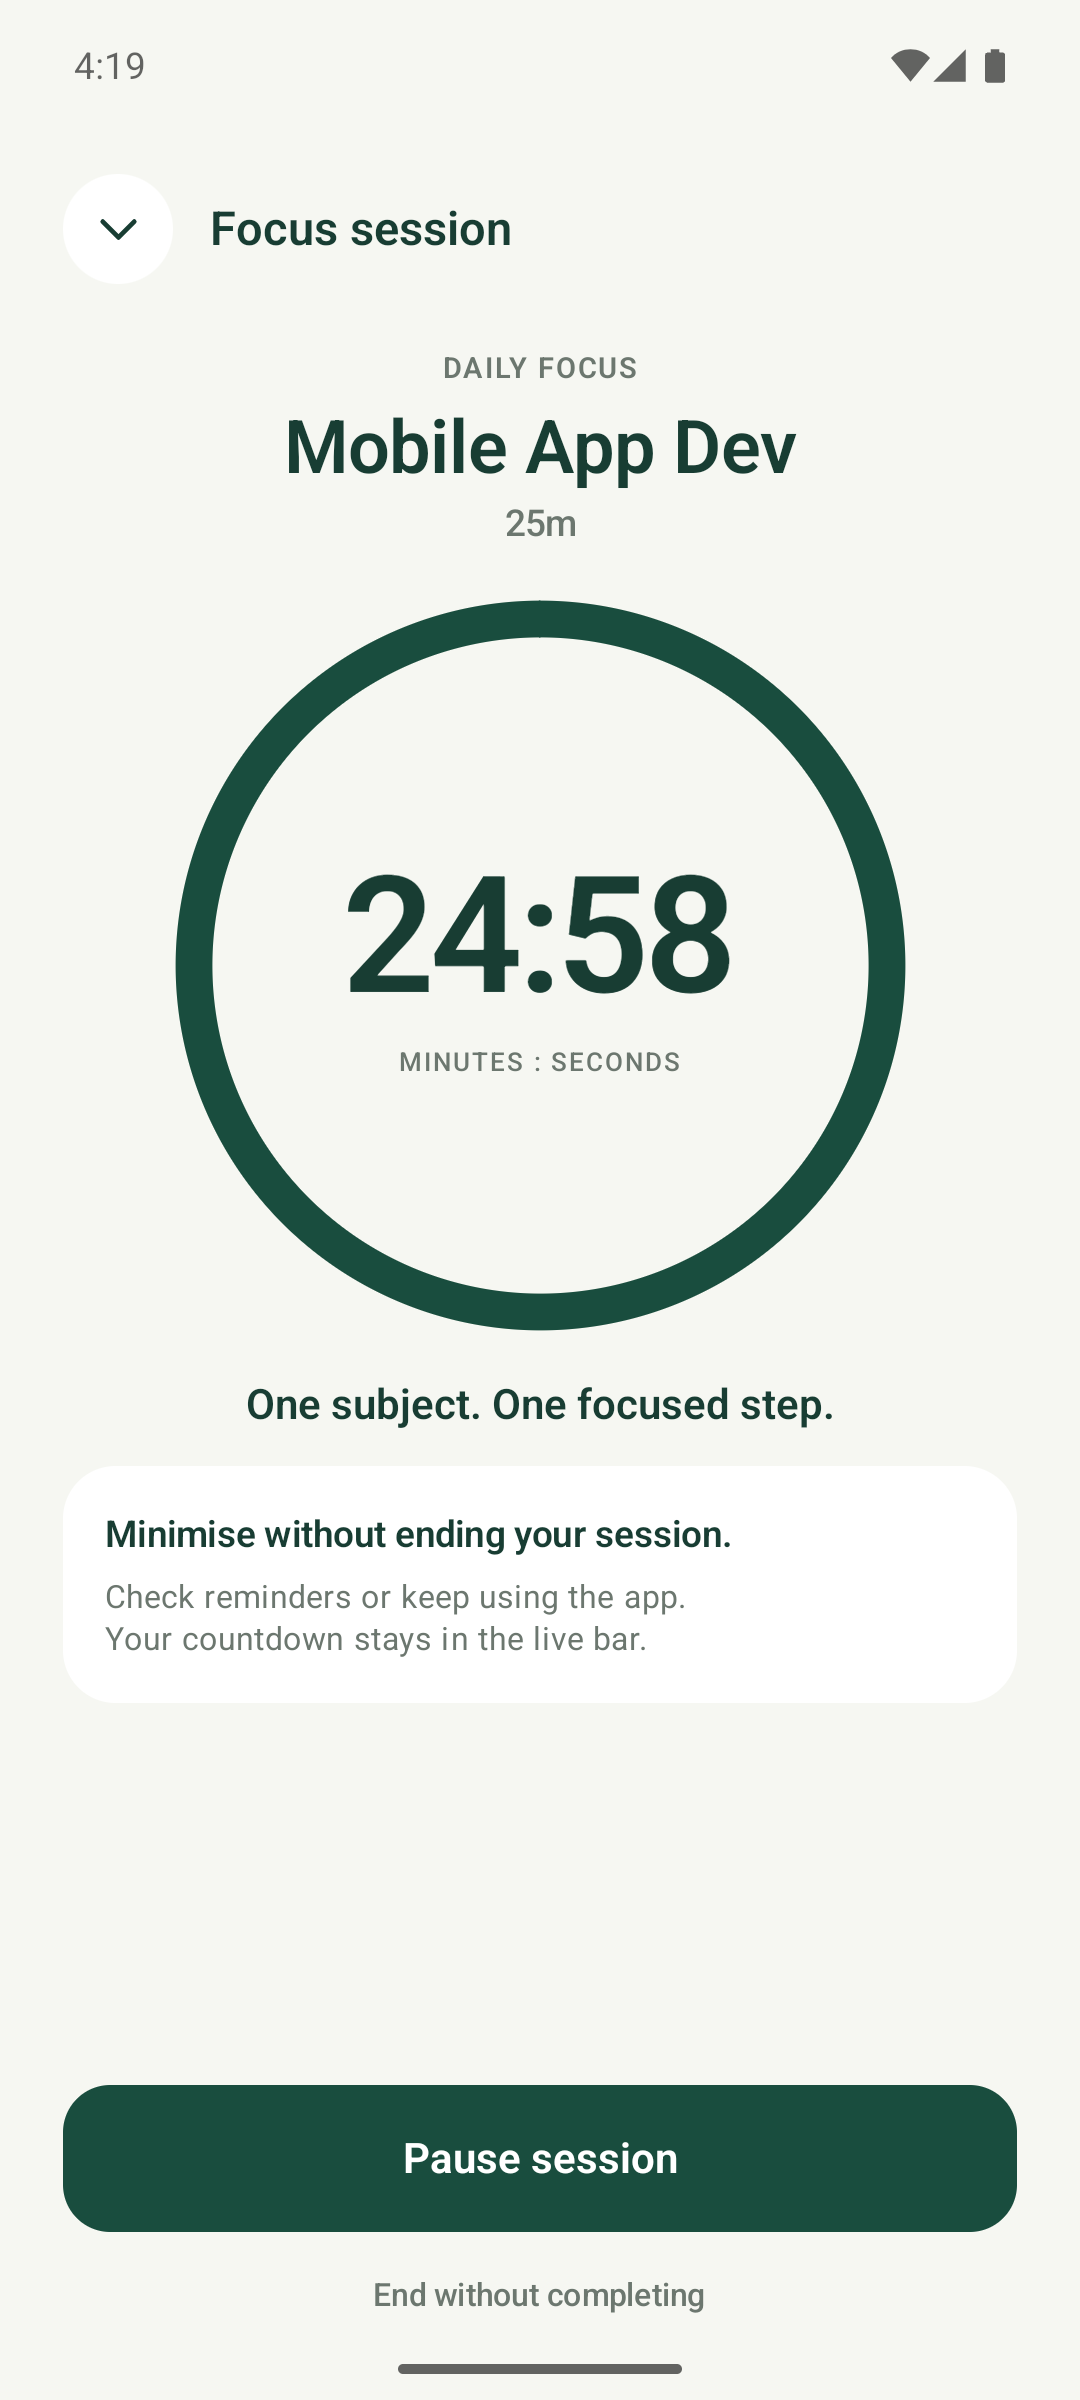 4:19
Focus session
DAILY FOCUS
Mobile App Dev
25m
24:58
MINUTES : SECONDS
One subject. One focused step.
Minimise without ending your session.
Check reminders or keep using the app.
Your countdown stays in the live bar.
Pause session
End without completing